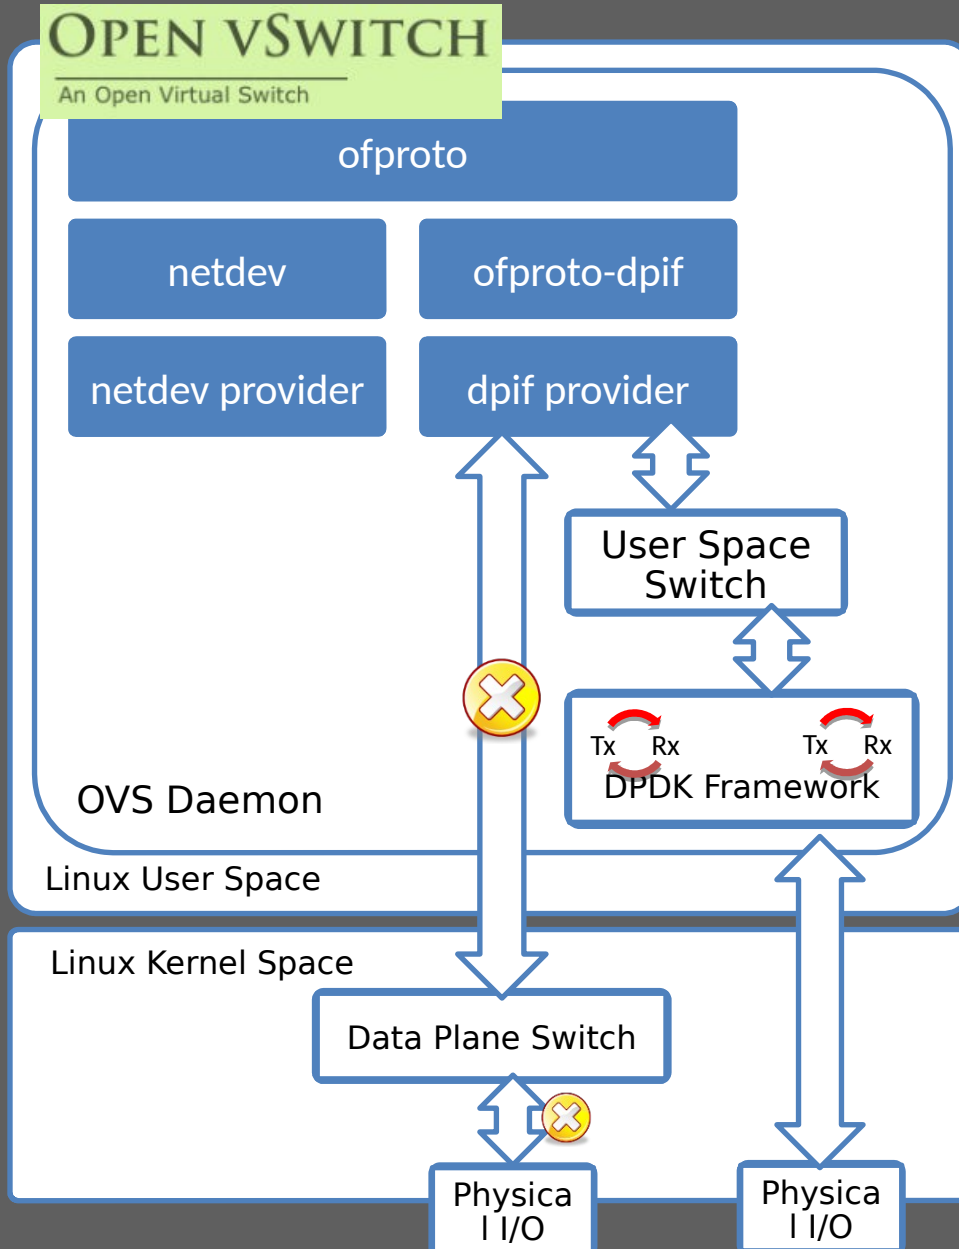 OPEN VSWITCH
An Open Virtual Switch
ofproto
netdev
ofproto-dpif
netdev provider
dpif provider
User Space
Switch
Tx Rx
Tx Rx
DPDK Framework
OVS Daemon
Linux User Space
Linux Kernel Space
Data Plane Switch
Physica
l I/O
Physica
l I/O